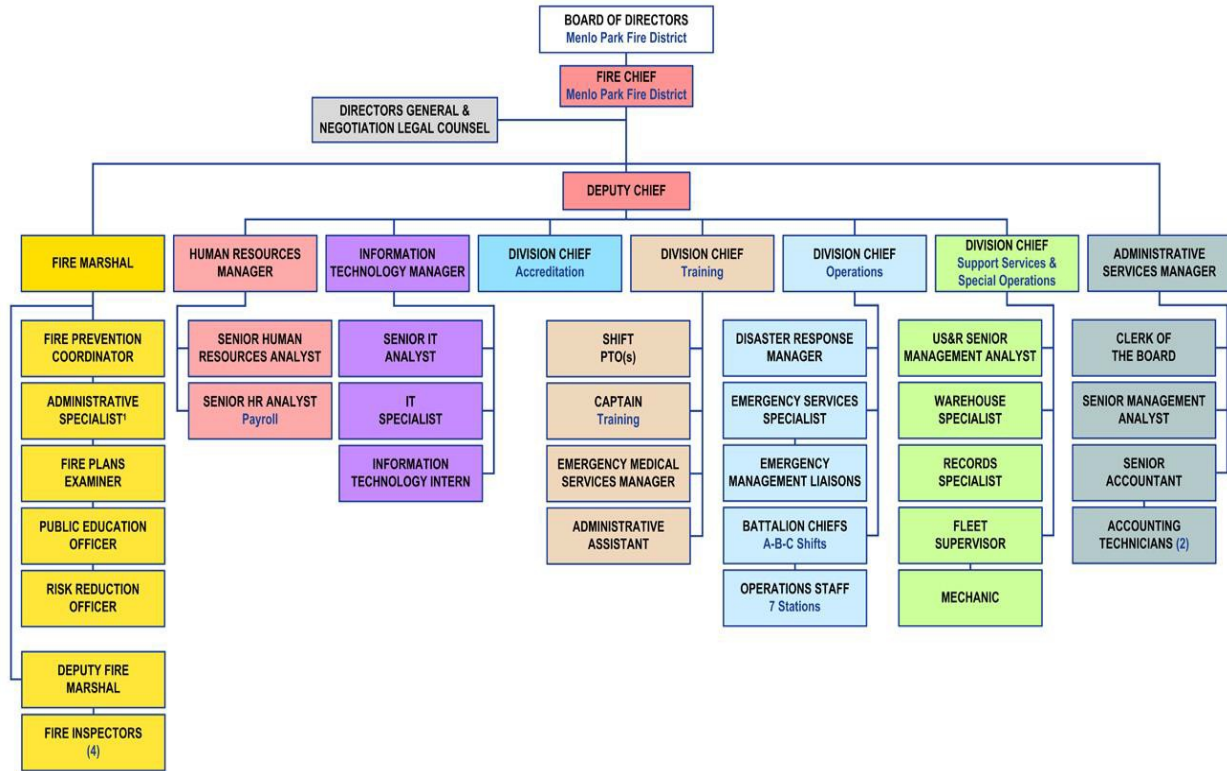 BOARD OF DIRECTORS
Menlo Park Fire District
FIRE CHIEF
Menlo Park Fire District
DIRECTORS GENERAL &
NEGOTIATION LEGAL COUNSEL
DEPUTY CHIEF
FIRE MARSHAL
HUMAN RESOURCES
MANAGER
INFORMATION
TECHNOLOGY MANAGER
DIVISION CHIEF
Accreditation
DIVISION CHIEF
Training
DIVISION CHIEF
Operations
DIVISION CHIEF
Support Services &
Special Operations
ADMINISTRATIVE
SERVICES MANAGER
FIRE PREVENTION
COORDINATOR
ADMINISTRATIVE
SPECIALIST¹
FIRE PLANS
EXAMINER
PUBLIC EDUCATION
OFFICER
RISK REDUCTION
OFFICER
DEPUTY FIRE
MARSHAL
FIRE INSPECTORS
(4)
SENIOR HUMAN
RESOURCES ANALYST
SENIOR HR ANALYST
Payroll
SENIOR IT
ANALYST
IT
SPECIALIST
INFORMATION
TECHNOLOGY INTERN
SHIFT
PTO(s)
CAPTAIN
Training
EMERGENCY MEDICAL
SERVICES MANAGER
ADMINISTRATIVE
ASSISTANT
DISASTER RESPONSE
MANAGER
EMERGENCY SERVICES
SPECIALIST
EMERGENCY
MANAGEMENT LIAISONS
BATTALION CHIEFS
A-B-C Shifts
OPERATIONS STAFF
7 Stations
US&R SENIOR
MANAGEMENT ANALYST
WAREHOUSE
SPECIALIST
RECORDS
SPECIALIST
FLEET
SUPERVISOR
MECHANIC
CLERK OF
THE BOARD
SENIOR MANAGEMENT
ANALYST
SENIOR
ACCOUNTANT
ACCOUNTING
TECHNICIANS (2)